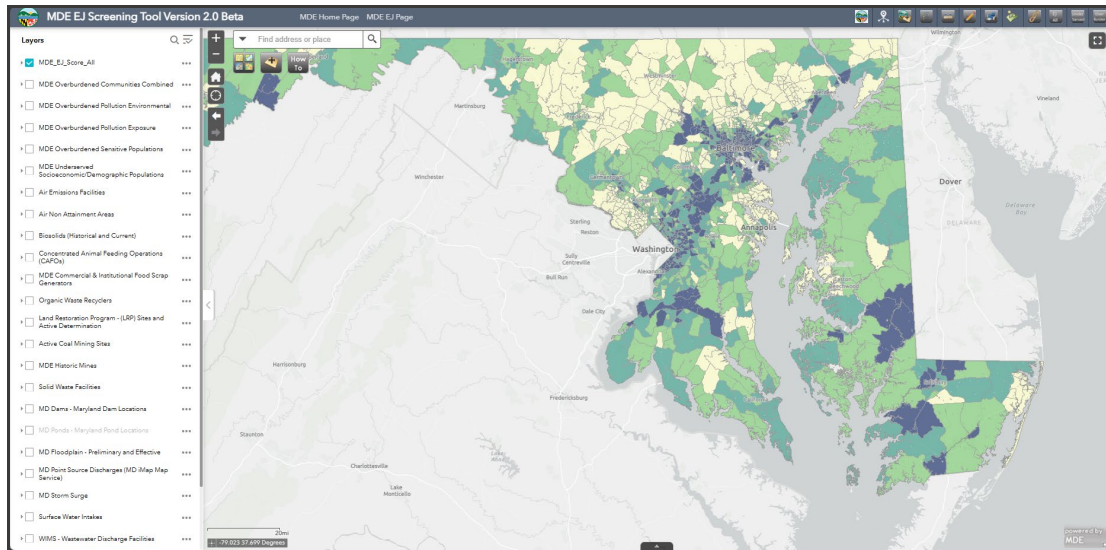 MDE EJ Screening Tool Version 2.0 Beta
MDE Home Page MDE EJ Page
Layers
MDE_EJ_Score_All
MDE Overburdened Communities Combined
MDE Overburdened Pollution Environmental
MDE Overburdened Pollution Exposure
MDE Overburdened Sensitive Populations
MDE Underserved
Socioeconomic/Demographic Populations
Air Emissions Facilities
Air Non Attainment Areas
Biosolids (Historical and Current)
Concentrated Animal Feeding Operations
(CAFOs)
MDE Commercial & Institutional Food Scrap
Generators
Organic Waste Recyclers
Land Restoration Program - (LRP) Sites and
Active Determination
Active Coal Mining Sites
MDE Historic Mines
Solid Waste Facilities
MD Dams - Maryland Dam Locations
MD Ponds - Maryland Pond Locations
MD Floodplain - Preliminary and Effective
MD Point Source Discharges (MD iMap Map
Service)
MD Storm Surge
Surface Water Intakes
WIMS - Wastewater Discharge Facilities
+
−
Find address or place
How
To
Wilmington
Vineland
Martinsburg
Westminster
Baltimore
Winchester
Dover
Delaware
Bay
DELAWARE
Sterling
Reston
Washington
Annapolis
Sully
Centreville
Bull Run
Alexandria
Dale City
Harrisonburg
Fredericksburg
Salisbury
Staunton
Charlottesville
Lake
Monticello
20mi
-79.023 37.699 Degrees
powered by
MDE